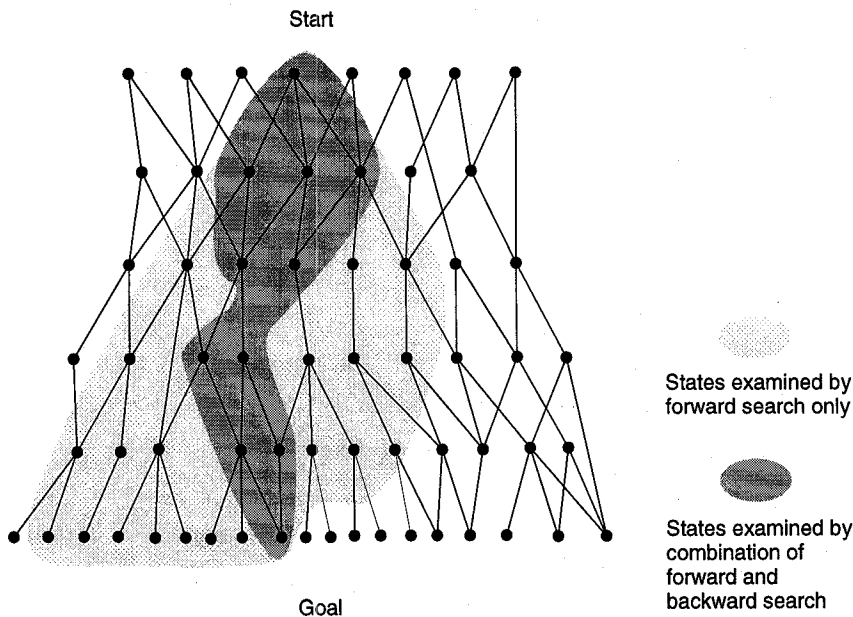 Start
States examined by
forward search only
States examined by
combination of
forward and
backward search
Goal